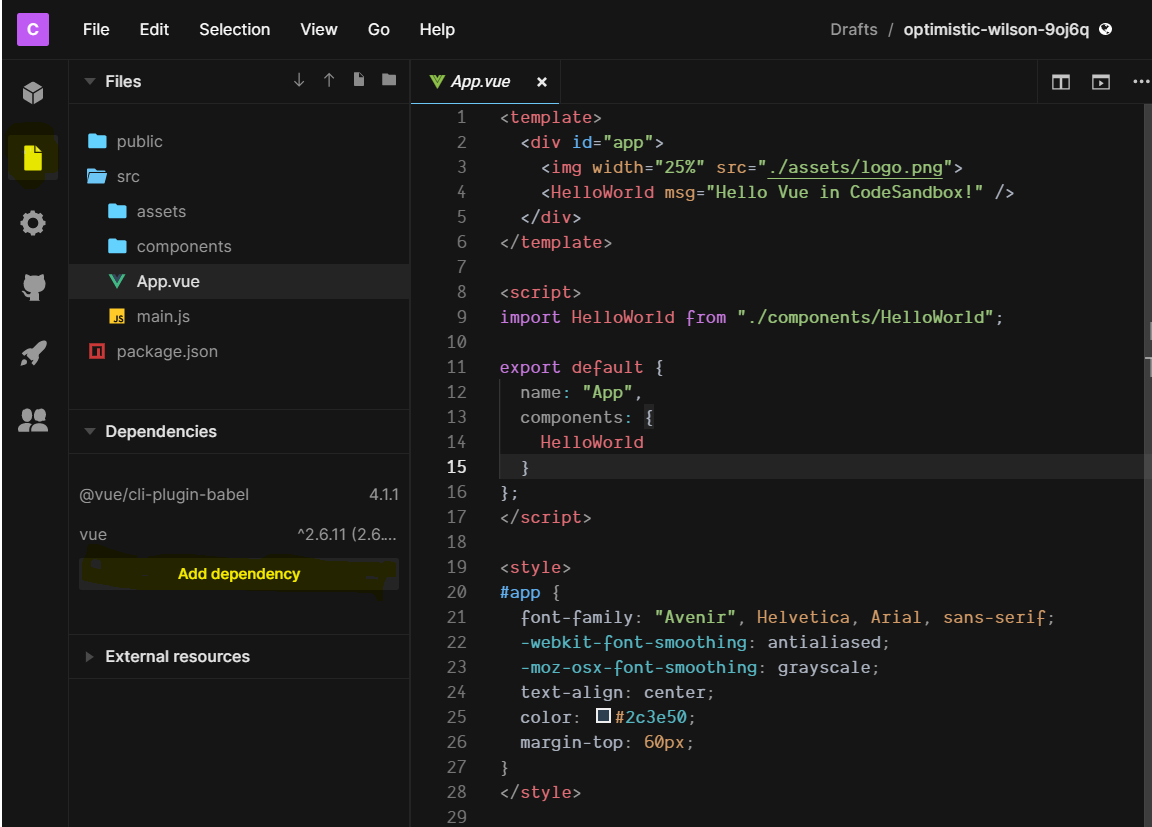 C File Edit Selection View Go Help Drafts / optimistic-wilson-9oj6q
Files
public
src
assets
components
App.vue
JS main.js
package.json
Dependencies
@vue/cli-plugin-babel 4.1.1
vue ^2.6.11 (2.6....
Add dependency
External resources
App.vue ×
1 <template>
2 <div id="app">
3 <img width="25%" src="./assets/logo.png">
4 <HelloWorld msg="Hello Vue in CodeSandbox!" />
5 </div>
6 </template>
7
8 <script>
9 import HelloWorld from "./components/HelloWorld";
10
11 export default {
12 name: "App",
13 components: {
14 HelloWorld
15 }
16 };
17 </script>
18
19 <style>
20 #app {
21 font-family: "Avenir", Helvetica, Arial, sans-serif;
22 -webkit-font-smoothing: antialiased;
23 -moz-osx-font-smoothing: grayscale;
24 text-align: center;
25 color: #2c3e50;
26 margin-top: 60px;
27 }
28 </style>
29